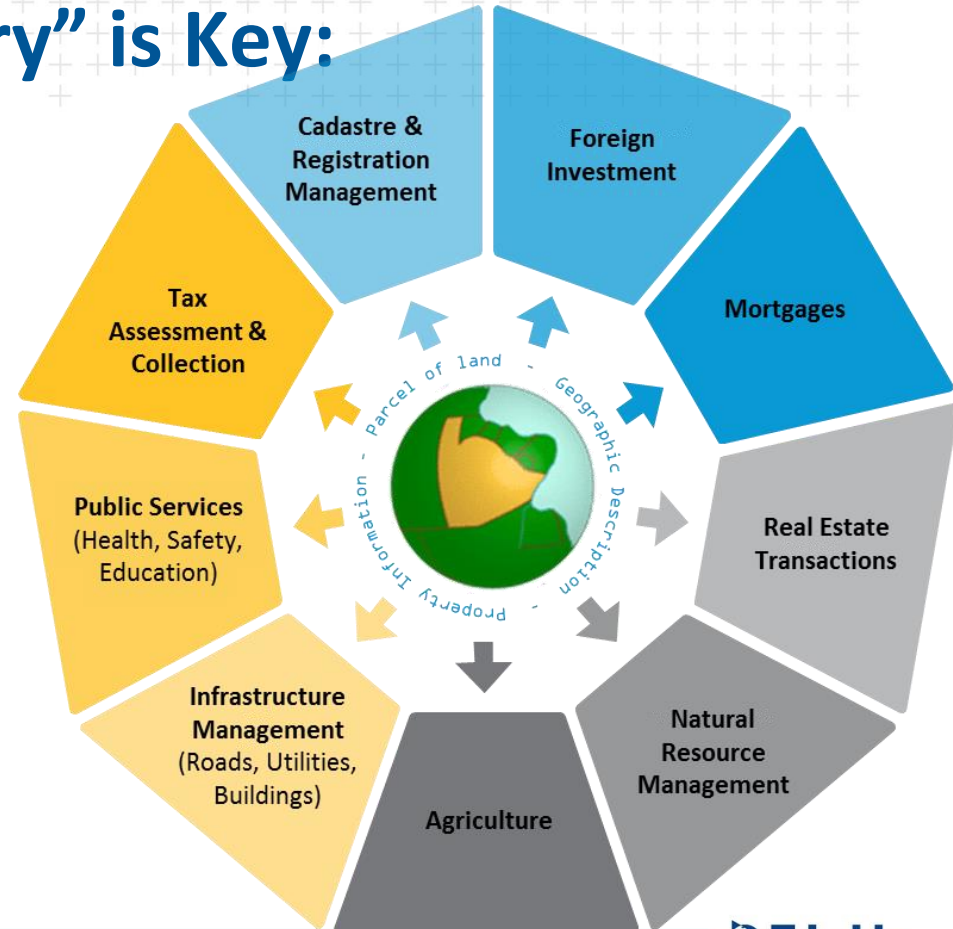 ry” is Key:
Cadastre &
Registration
Management
Foreign
Investment
Mortgages
Real Estate
Transactions
Natural
Resource
Management
Agriculture
Infrastructure
Management
(Roads, Utilities,
Buildings)
Public Services
(Health, Safety,
Education)
Tax
Assessment &
Collection
Parcel of land - Geographic Description - Property Information -